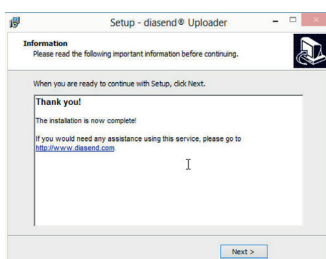 Setup - diasend® Uploader
Information
Please read the following important information before continuing.
When you are ready to continue with Setup, click Next.
Thank you!
The installation is now complete!
If you would need any assistance using this service, please go to
http://www.diasend.com
Next >